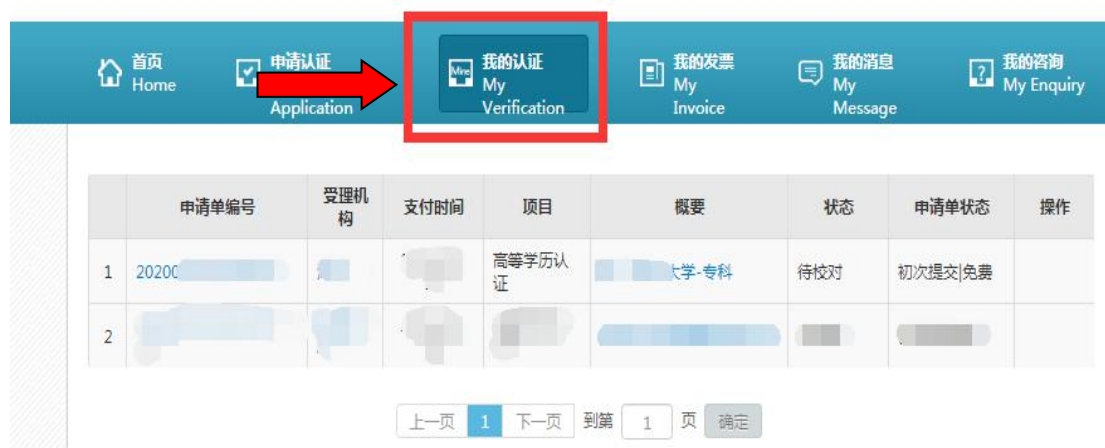 首页
Home
申请认证
Application
Mine
我的认证
My
Verification
我的发票
My
Invoice
我的消息
My
Message
我的咨询
My Enquiry
申请单编号
受理机
构
支付时间
项目
概要
状态
申请单状态
操作
1
2020
高等学历认
证
大学-专科
待校对
初次提交|免费
2
上一页 1 下一页 到第 1 页 确定